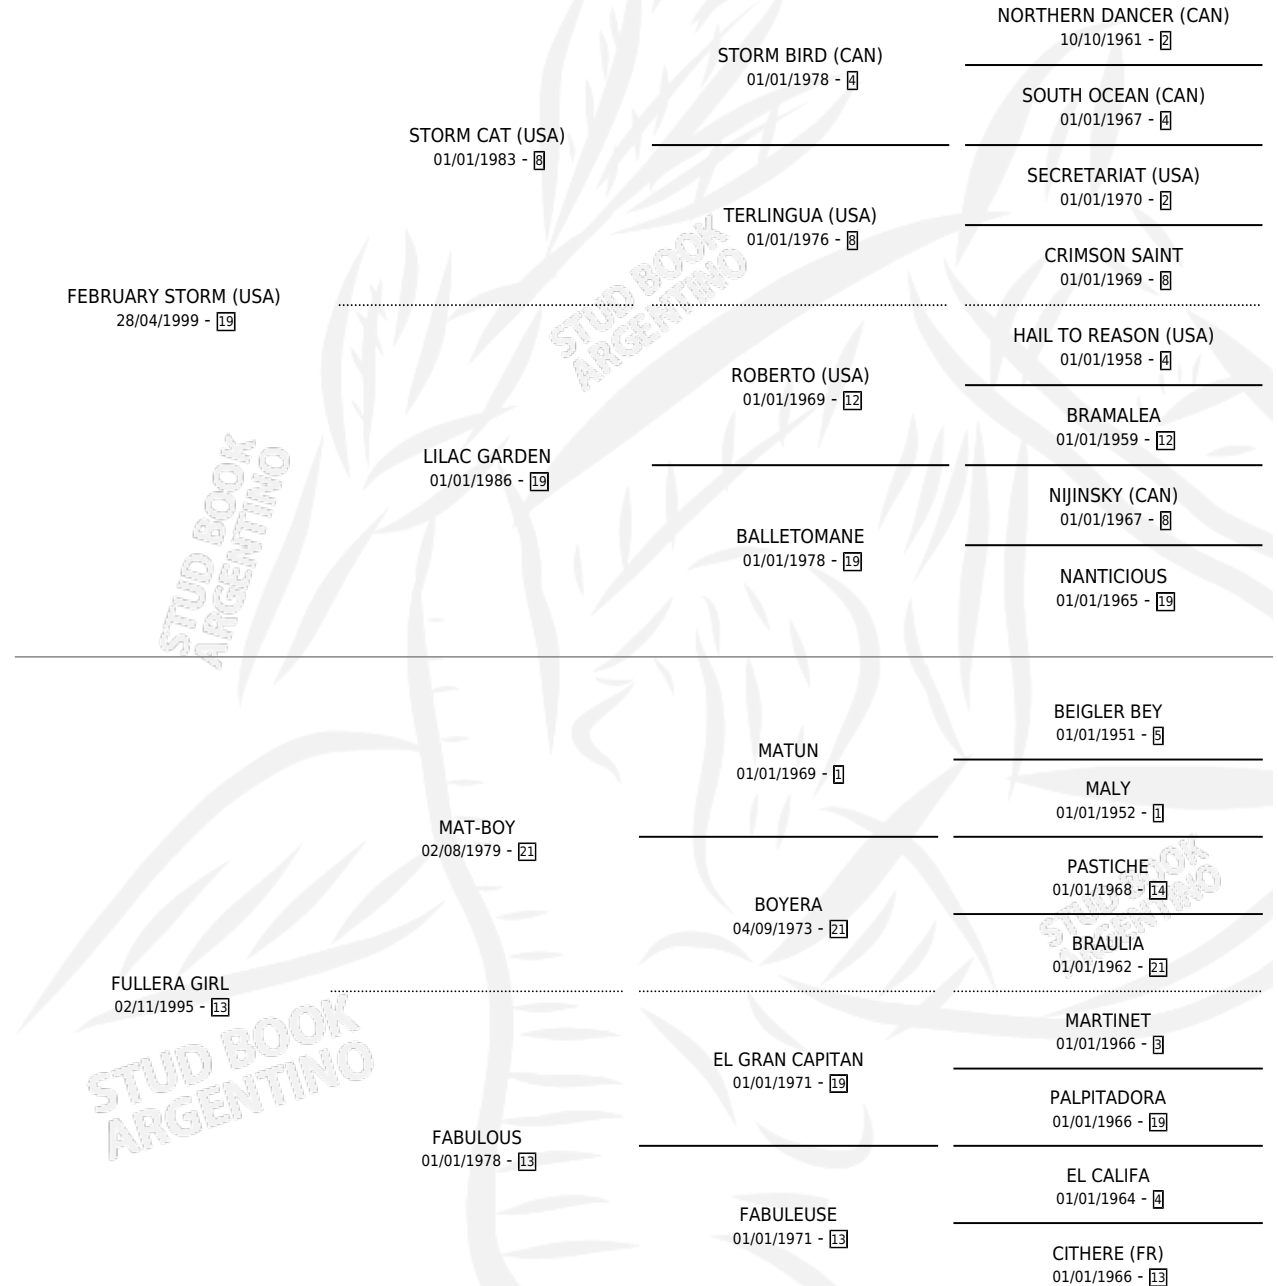 NORTHERN DANCER (CAN)
10/10/1961 - 2
STORM BIRD (CAN)
01/01/1978 - 4
SOUTH OCEAN (CAN)
01/01/1967 - 4
STORM CAT (USA)
01/01/1983 - 8
SECRETARIAT (USA)
01/01/1970 - 2
TERLINGUA (USA)
01/01/1976 - 8
CRIMSON SAINT
01/01/1969 - 8
FEBRUARY STORM (USA)
28/04/1999 - 19
STUD BOOK
ARGENTINO
HAIL TO REASON (USA)
01/01/1958 - 4
ROBERTO (USA)
01/01/1969 - 12
BRAMALEA
01/01/1959 - 12
LILAC GARDEN
01/01/1986 - 19
NIJINSKY (CAN)
01/01/1967 - 8
BALLETOMANE
01/01/1978 - 19
NANTICIOUS
01/01/1965 - 19
STUD BOOK
ARGENTINO
BEIGLER BEY
01/01/1951 - 5
MATUN
01/01/1969 - 1
MALY
01/01/1952 - 1
MAT-BOY
02/08/1979 - 21
PASTICHE
01/01/1968 - 14
BOYERA
04/09/1973 - 21
BRAULIA
01/01/1962 - 21
STUD BOOK
ARGENTINO
FULLERA GIRL
02/11/1995 - 13
MARTINET
01/01/1966 - 3
EL GRAN CAPITAN
01/01/1971 - 19
PALPITADORA
01/01/1966 - 19
STUD BOOK
ARGENTINO
FABULOUS
01/01/1978 - 13
EL CALIFA
01/01/1964 - 4
FABULEUSE
01/01/1971 - 13
CITHERE (FR)
01/01/1966 - 13